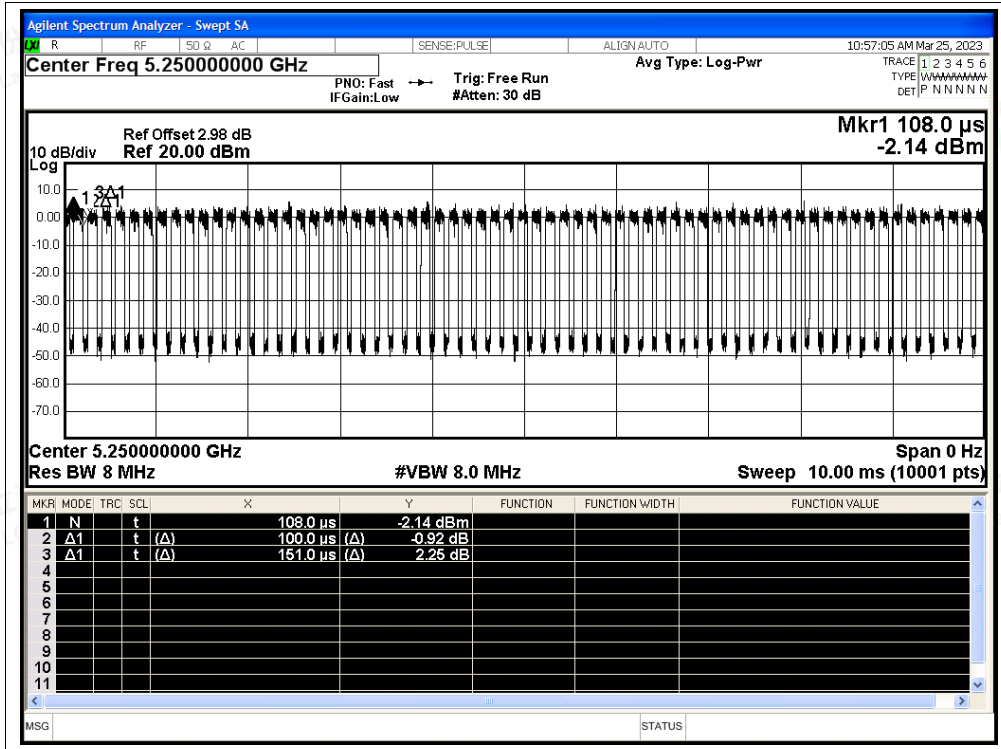 Agilent Spectrum Analyzer - Swept SA
LXI R RF 50 Ω AC SENSE:PULSE ALIGN AUTO 10:57:05 AM Mar 25, 2023
Center Freq 5.250000000 GHz Avg Type: Log-Pwr TRACE 1 2 3 4 5 6
PNO: Fast Trig: Free Run TYPE WWWWWW
IFGain:Low #Atten: 30 dB DET P N N N N N
Mkr1 108.0 µs
Ref Offset 2.98 dB
10 dB/div Ref 20.00 dBm -2.14 dBm
Log
10.0
1 2Δ1 3Δ1
0.00
-10.0
-20.0
-30.0
-40.0
-50.0
-60.0
-70.0
Center 5.250000000 GHz Span 0 Hz
Res BW 8 MHz #VBW 8.0 MHz Sweep 10.00 ms (10001 pts)
MKR MODE TRC SCL X Y FUNCTION FUNCTION WIDTH FUNCTION VALUE
1 N t 108.0 µs -2.14 dBm
2 Δ1 t (Δ) 100.0 µs (Δ) -0.92 dB
3 Δ1 t (Δ) 151.0 µs (Δ) 2.25 dB
4
5
6
7
8
9
10
11
MSG STATUS